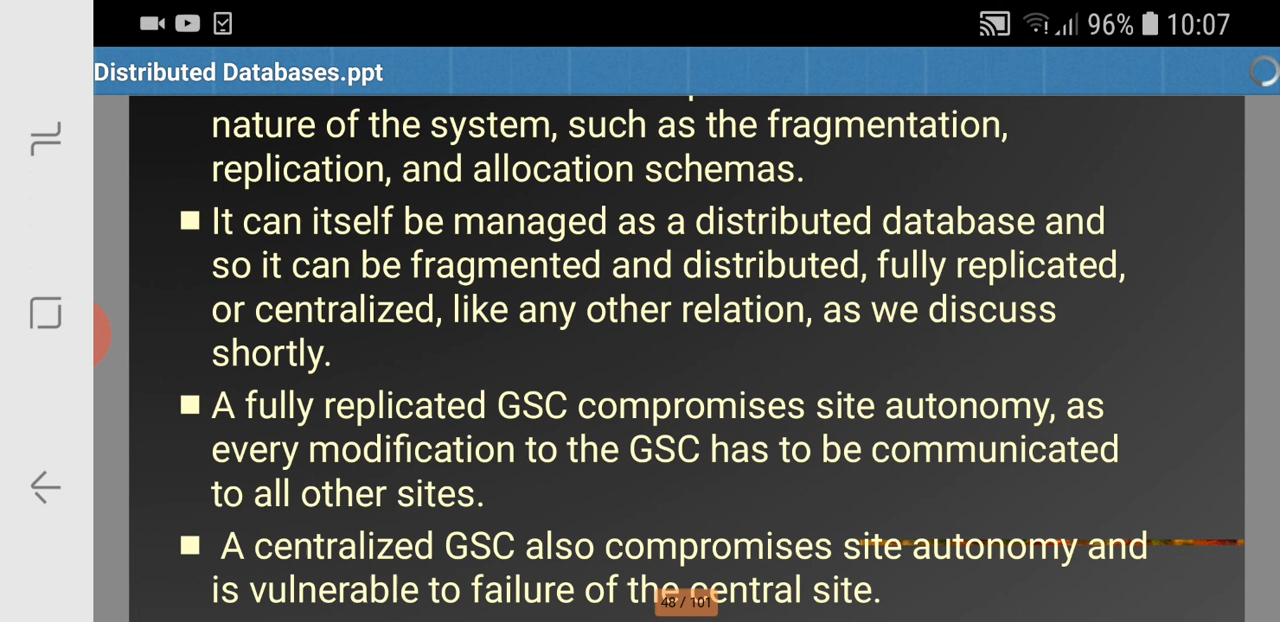 96% 10:07
Distributed Databases.ppt
nature of the system, such as the fragmentation,
replication, and allocation schemas.
It can itself be managed as a distributed database and
so it can be fragmented and distributed, fully replicated,
or centralized, like any other relation, as we discuss
shortly.
A fully replicated GSC compromises site autonomy, as
every modification to the GSC has to be communicated
to all other sites.
A centralized GSC also compromises site autonomy and
is vulnerable to failure of the central site.
48 / 101